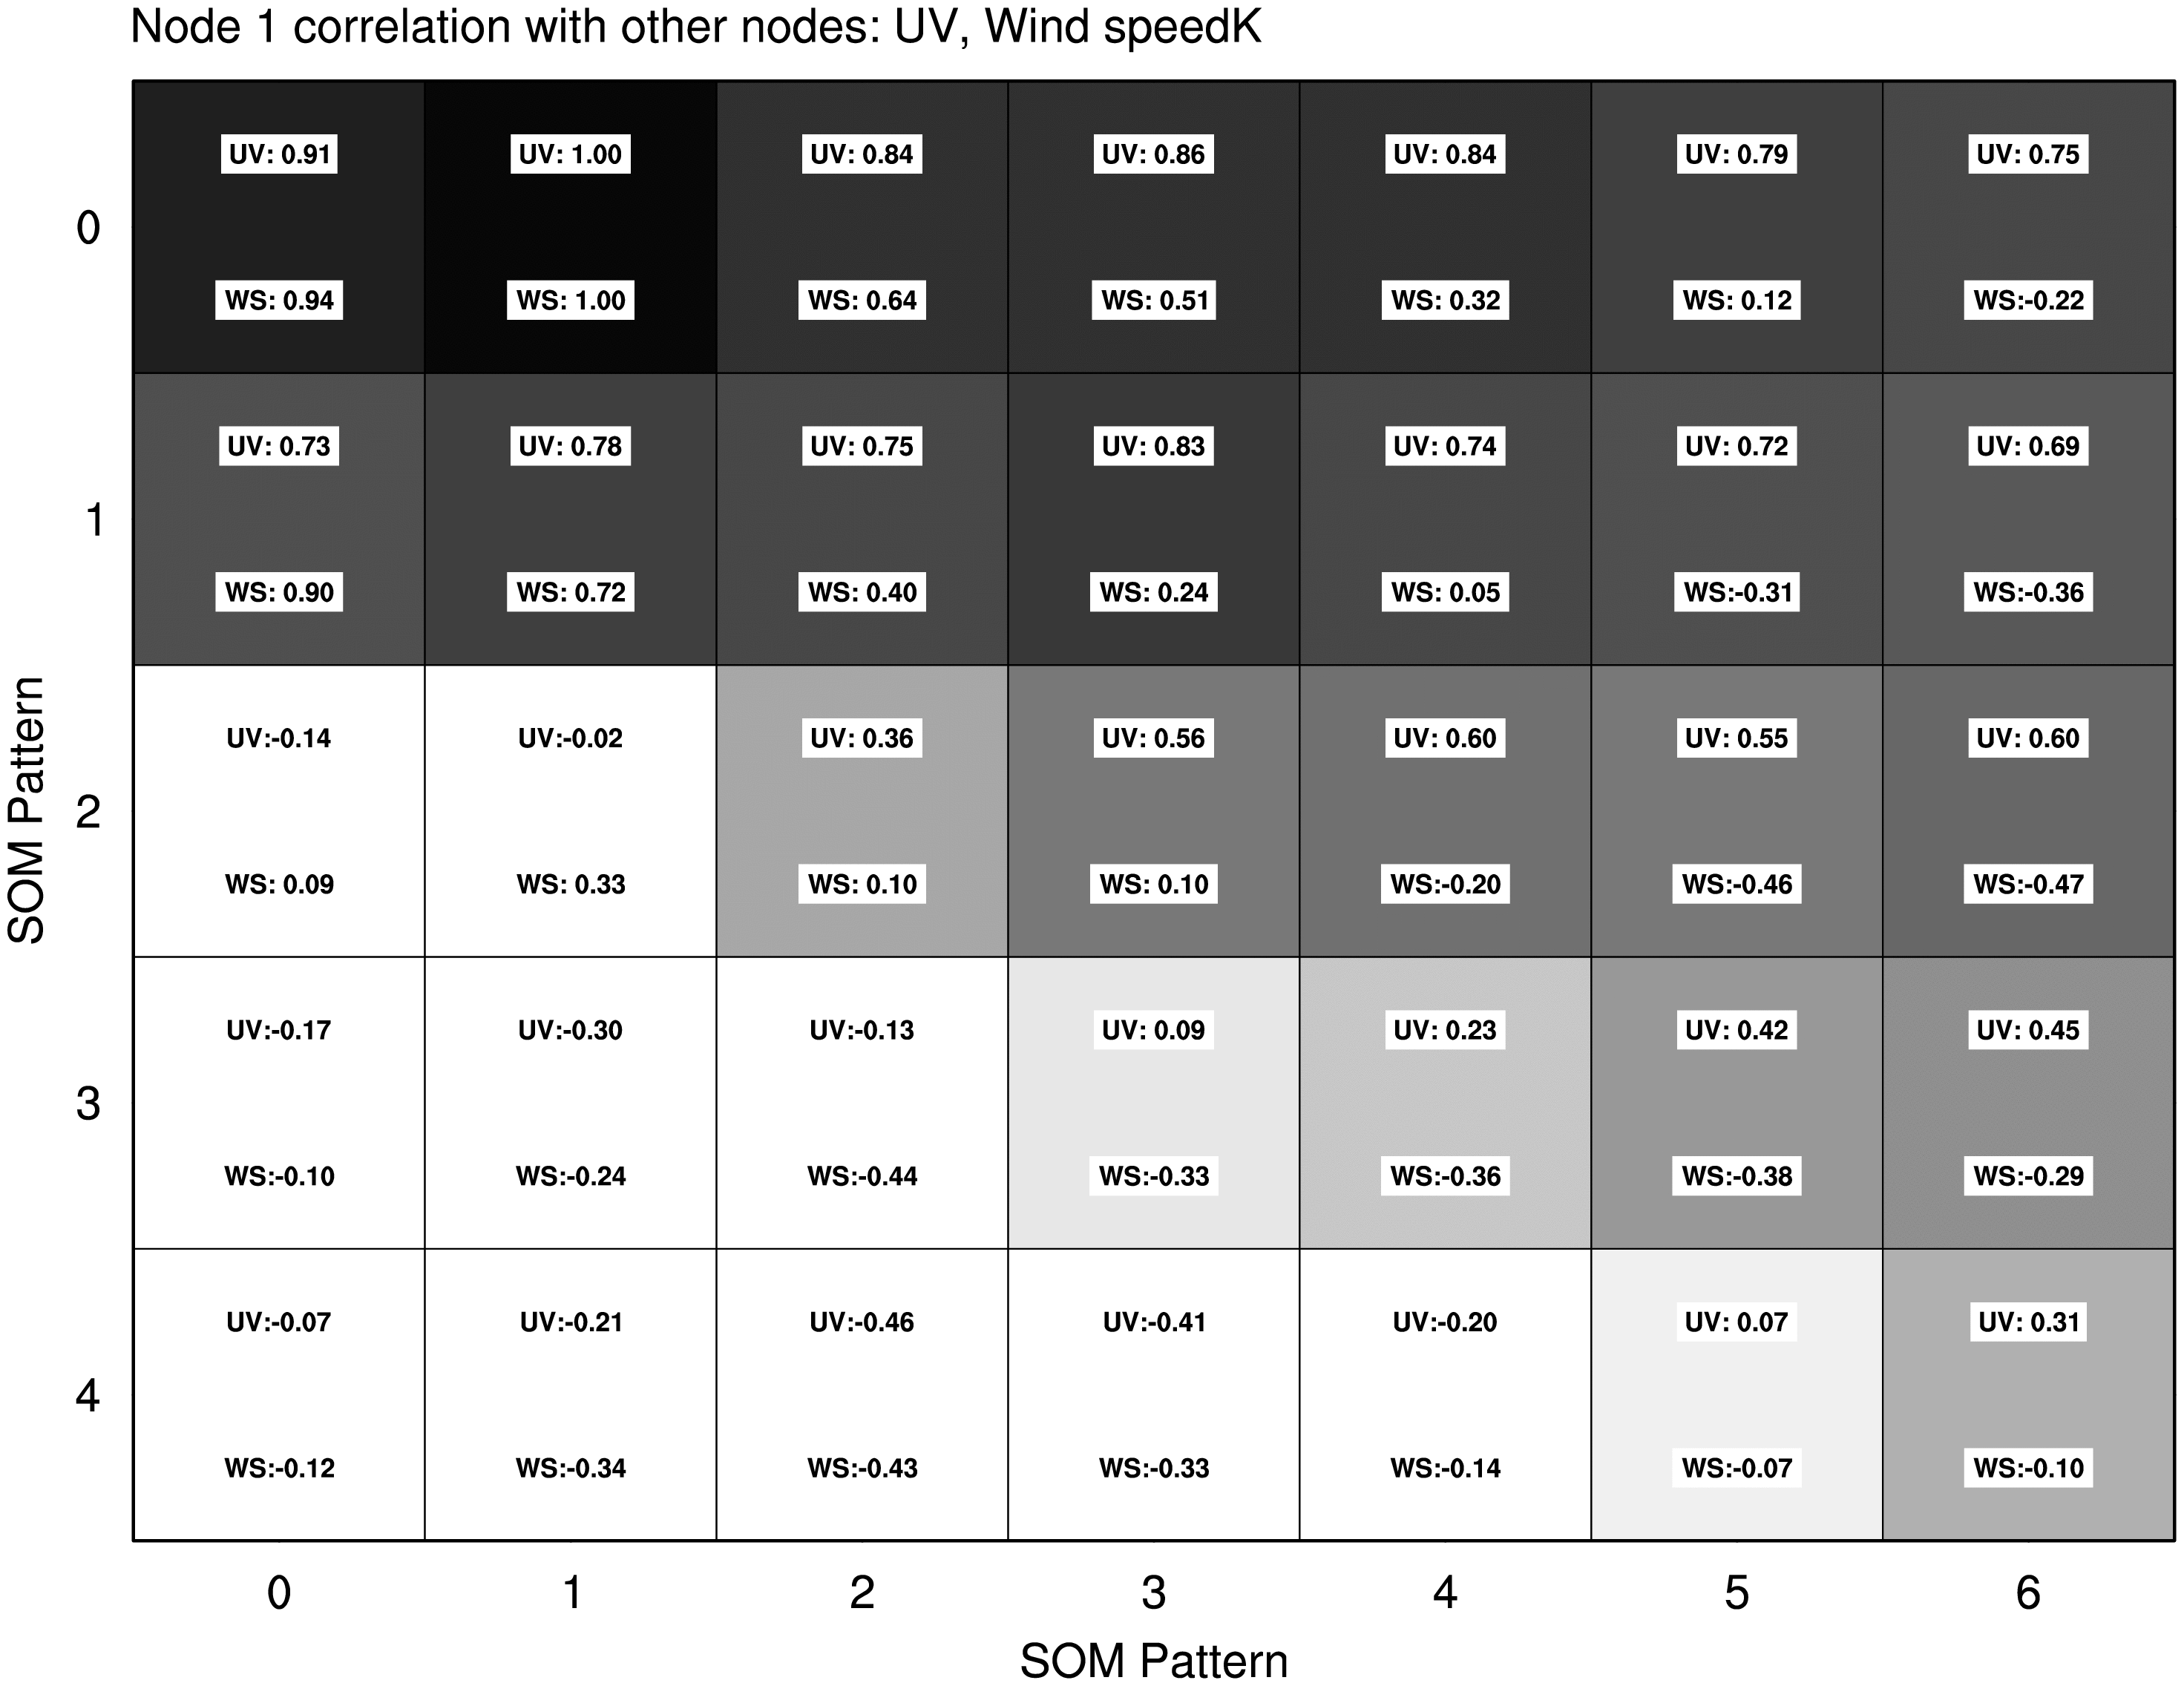 Node 1 correlation with other nodes: UV, Wind speedK
UV: 0.91 UV: 1.00 UV: 0.84 UV: 0.86 UV: 0.84 UV: 0.79 UV: 0.75
0
WS: 0.94 WS: 1.00 WS: 0.64 WS: 0.51 WS: 0.32 WS: 0.12 WS:-0.22
UV: 0.73 UV: 0.78 UV: 0.75 UV: 0.83 UV: 0.74 UV: 0.72 UV: 0.69
1
WS: 0.90 WS: 0.72 WS: 0.40 WS: 0.24 WS: 0.05 WS:-0.31 WS:-0.36
SOM Pattern
UV:-0.14 UV:-0.02 UV: 0.36 UV: 0.56 UV: 0.60 UV: 0.55 UV: 0.60
2
WS: 0.09 WS: 0.33 WS: 0.10 WS: 0.10 WS:-0.20 WS:-0.46 WS:-0.47
UV:-0.17 UV:-0.30 UV:-0.13 UV: 0.09 UV: 0.23 UV: 0.42 UV: 0.45
3
WS:-0.10 WS:-0.24 WS:-0.44 WS:-0.33 WS:-0.36 WS:-0.38 WS:-0.29
UV:-0.07 UV:-0.21 UV:-0.46 UV:-0.41 UV:-0.20 UV: 0.07 UV: 0.31
4
WS:-0.12 WS:-0.34 WS:-0.43 WS:-0.33 WS:-0.14 WS:-0.07 WS:-0.10
0 1 2 3 4 5 6
SOM Pattern